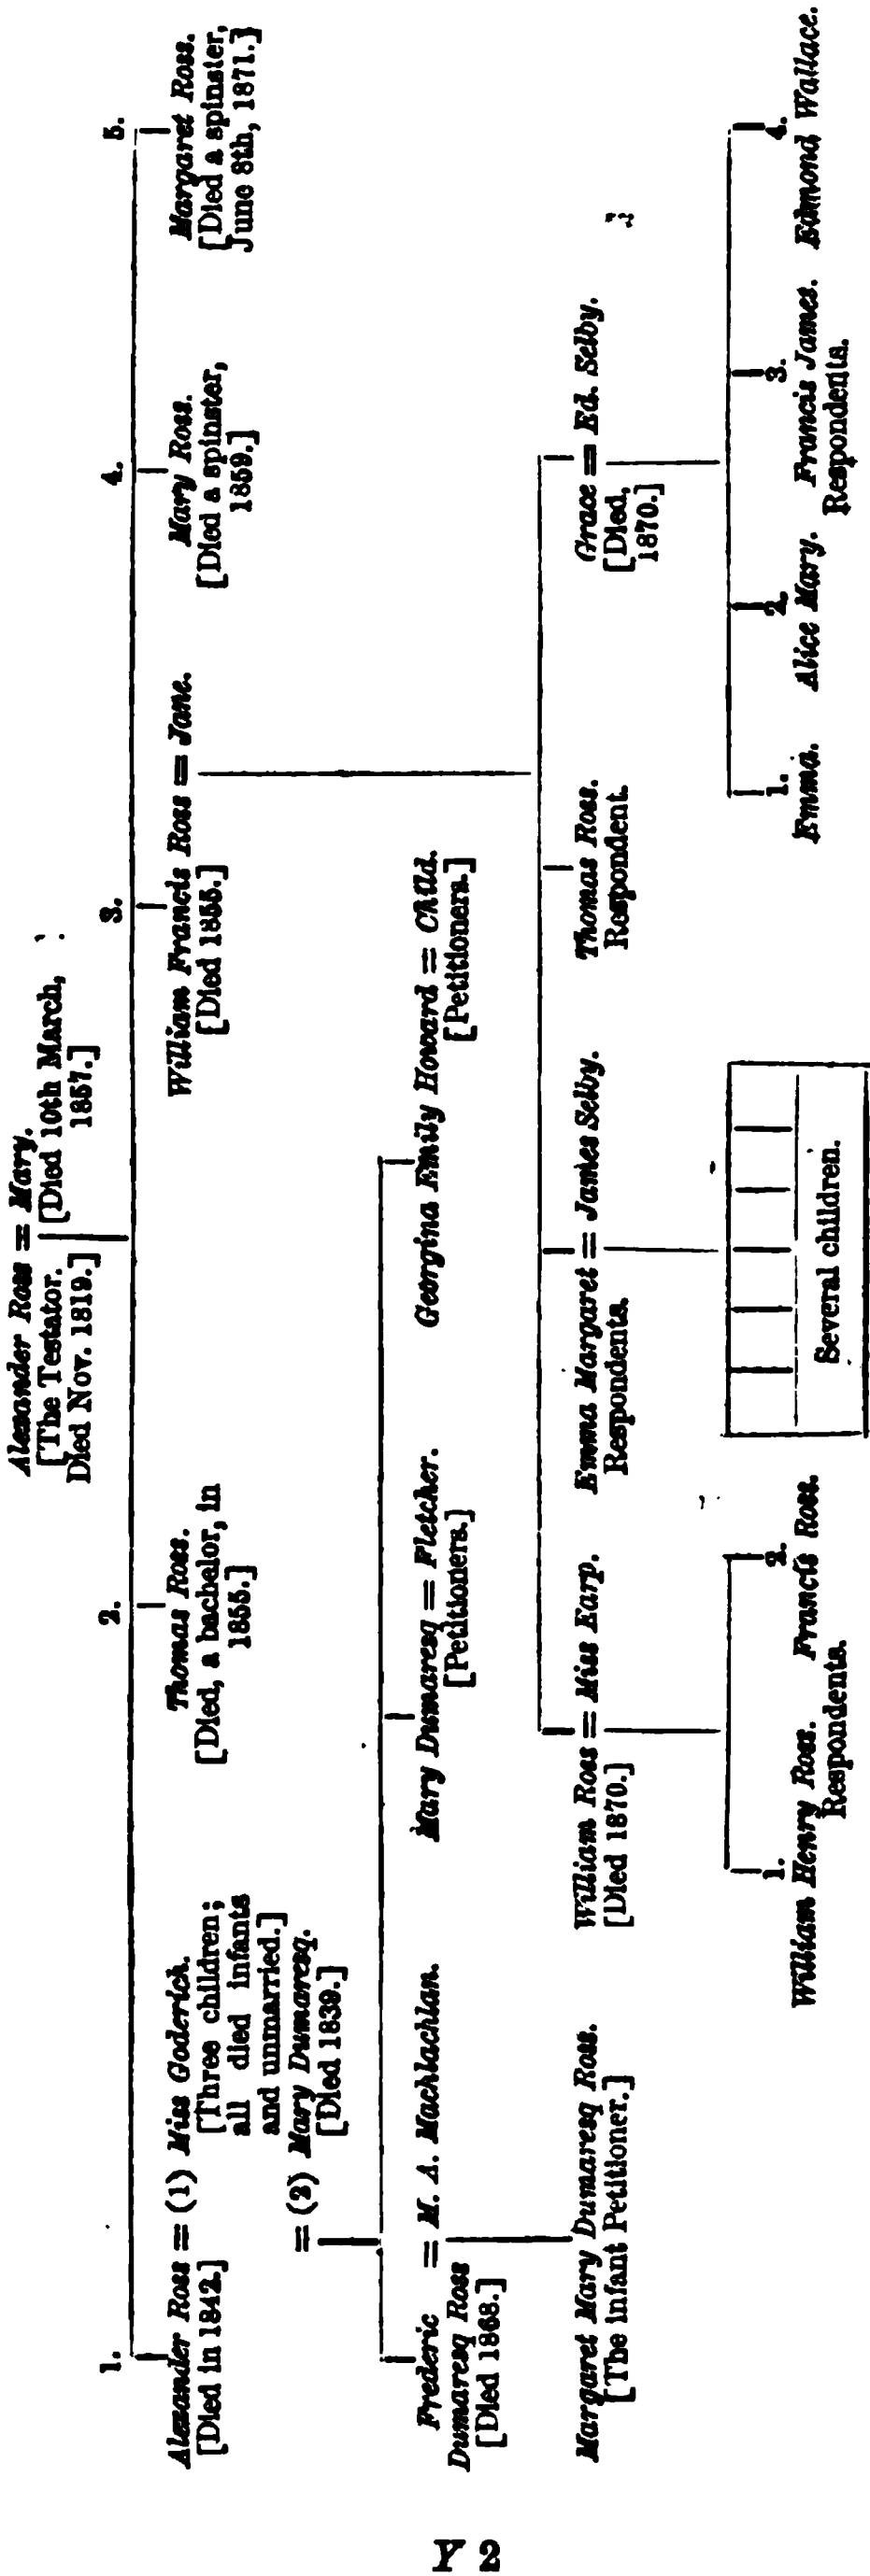 Alexander Ross = Mary.
[The Testator. [Died 10th March,
Died Nov. 1819.] 1857.]
1. 2. 3. 4. 5.
Alexander Ross = (1) Miss Goderich.
[Died in 1842.] [Three children;
all died infants
and unmarried.]
= (2) Mary Dumaresq.
[Died 1839.]
Thomas Ross.
[Died, a bachelor, in
1855.]
William Francis Ross = Jane.
[Died 1855.]
Mary Ross.
[Died a spinster,
1859.]
Margaret Ross.
[Died a spinster,
June 8th, 1871.]
Frederic = M. A. Machlachlan.
Dumaresq Ross
[Died 1868.]
Mary Dumaresq = Fletcher.
[Petitioners.]
Georgina Emily Howard = Child.
[Petitioners.]
Margaret Mary Dumaresq Ross.
[The infant Petitioner.]
William Ross = Miss Earp.
[Died 1870.]
Emma Margaret = James Selby.
Respondents.
Thomas Ross.
Respondent.
Grace = Ed. Selby.
[Died,
1870.]
1. 2.
William Henry Ross. Francis Ross.
Respondents.
Several children.
1. 2. 3. 4.
Emma. Alice Mary. Francis James. Edmond Wallace.
Respondents.
Y 2